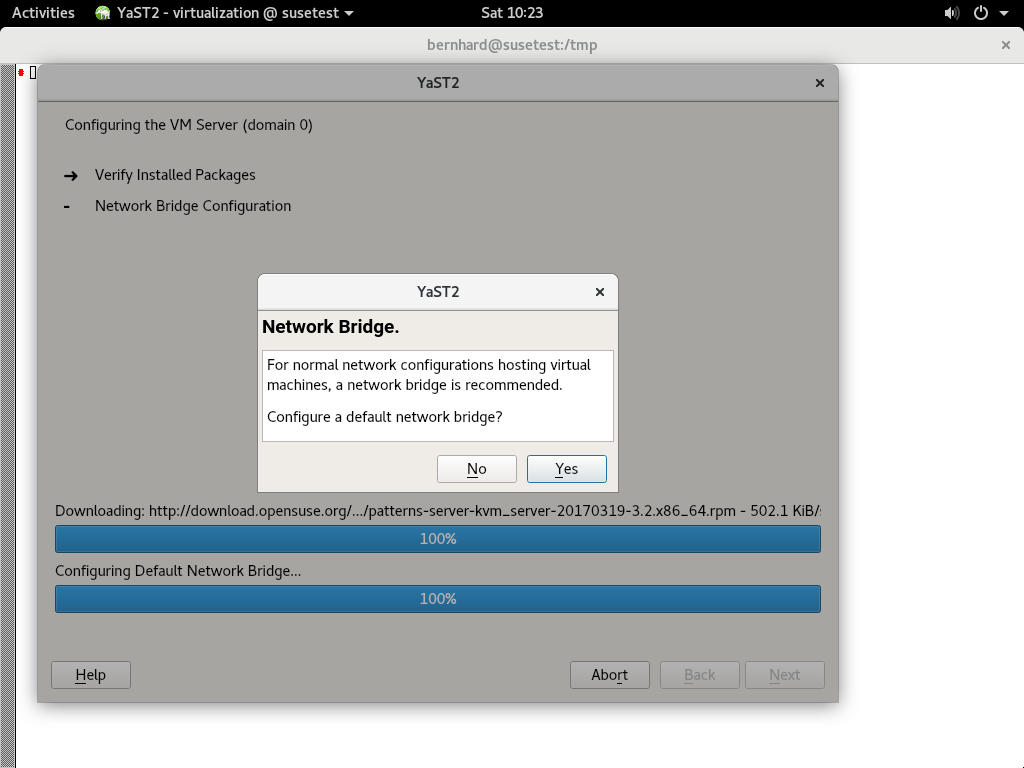 Activities YaST2 - virtualization @ susetest Sat 10:23
bernhard@susetest:/tmp ×
YaST2 ×
Configuring the VM Server (domain 0)
➔ Verify Installed Packages
- Network Bridge Configuration
YaST2 ×
Network Bridge.
For normal network configurations hosting virtual
machines, a network bridge is recommended.
Configure a default network bridge?
No Yes
Downloading: http://download.opensuse.org/.../patterns-server-kvm_server-20170319-3.2.x86_64.rpm - 502.1 KiB/
100%
Configuring Default Network Bridge...
100%
Help Abort Back Next